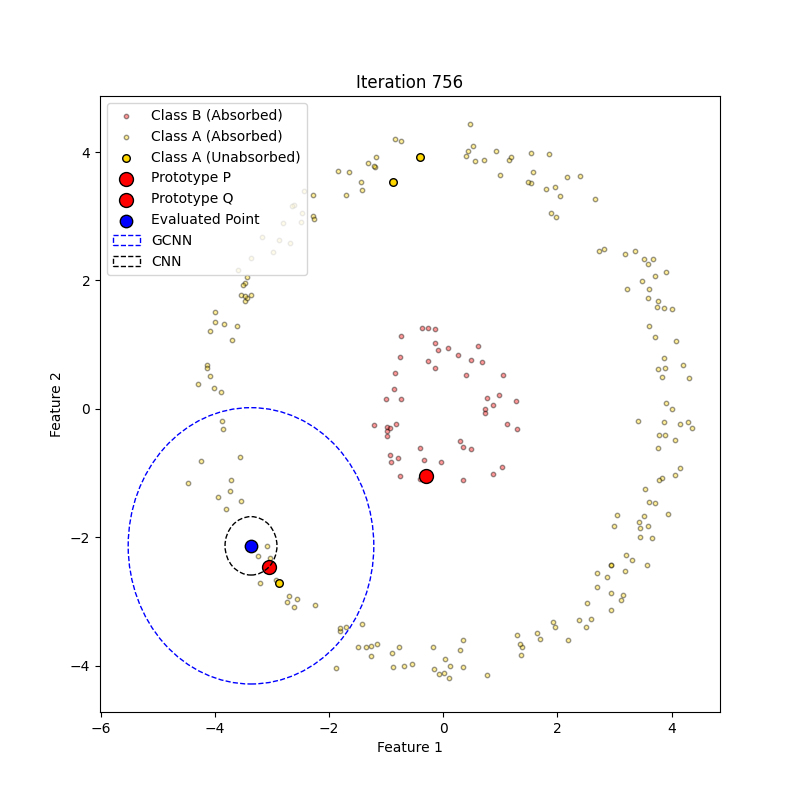 Iteration 756
Class B (Absorbed)
Class A (Absorbed)
Class A (Unabsorbed)
Prototype P
Prototype Q
Evaluated Point
GCNN
CNN
4
2
0
−2
−4
Feature 2
−6 −4 −2 0 2 4
Feature 1